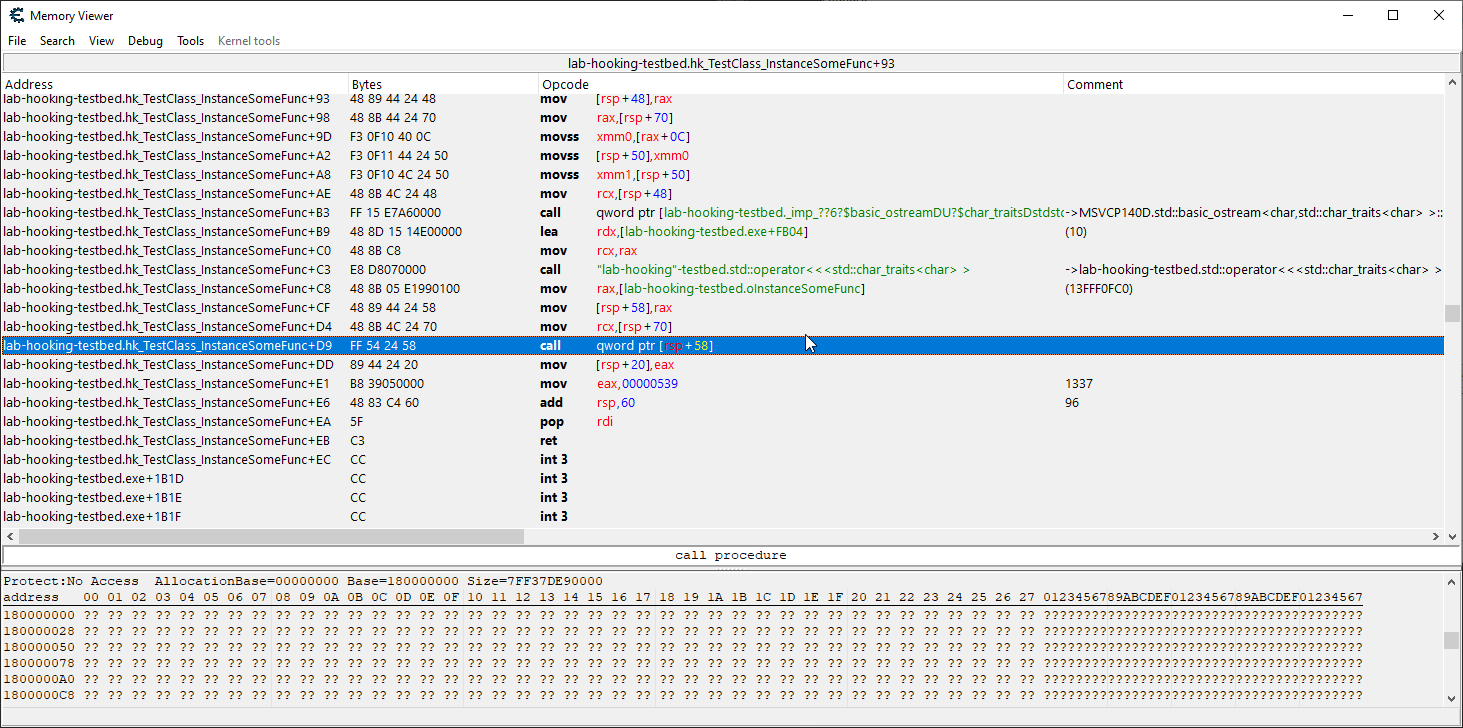 Memory Viewer
File Search View Debug Tools Kernel tools
lab-hooking-testbed.hk_TestClass_InstanceSomeFunc+93
Address Bytes Opcode Comment
lab-hooking-testbed.hk_TestClass_InstanceSomeFunc+93 48 89 44 24 48 mov [rsp+48],rax
lab-hooking-testbed.hk_TestClass_InstanceSomeFunc+98 48 8B 44 24 70 mov rax,[rsp+70]
lab-hooking-testbed.hk_TestClass_InstanceSomeFunc+9D F3 0F10 40 0C movss xmm0,[rax+0C]
lab-hooking-testbed.hk_TestClass_InstanceSomeFunc+A2 F3 0F11 44 24 50 movss [rsp+50],xmm0
lab-hooking-testbed.hk_TestClass_InstanceSomeFunc+A8 F3 0F10 4C 24 50 movss xmm1,[rsp+50]
lab-hooking-testbed.hk_TestClass_InstanceSomeFunc+AE 48 8B 4C 24 48 mov rcx,[rsp+48]
lab-hooking-testbed.hk_TestClass_InstanceSomeFunc+B3 FF 15 E7A60000 call qword ptr [lab-hooking-testbed._imp_??6?$basic_ostreamDU?$char_traitsDstdstc ->MSVCP140D.std::basic_ostream<char,std::char_traits<char> >::
lab-hooking-testbed.hk_TestClass_InstanceSomeFunc+B9 48 8D 15 14E00000 lea rdx,[lab-hooking-testbed.exe+FB04] (10)
lab-hooking-testbed.hk_TestClass_InstanceSomeFunc+C0 48 8B C8 mov rcx,rax
lab-hooking-testbed.hk_TestClass_InstanceSomeFunc+C3 E8 D8070000 call "lab-hooking"-testbed.std::operator<<<std::char_traits<char> > ->lab-hooking-testbed.std::operator<<<std::char_traits<char> >
lab-hooking-testbed.hk_TestClass_InstanceSomeFunc+C8 48 8B 05 E1990100 mov rax,[lab-hooking-testbed.oInstanceSomeFunc] (13FFF0FC0)
lab-hooking-testbed.hk_TestClass_InstanceSomeFunc+CF 48 89 44 24 58 mov [rsp+58],rax
lab-hooking-testbed.hk_TestClass_InstanceSomeFunc+D4 48 8B 4C 24 70 mov rcx,[rsp+70]
lab-hooking-testbed.hk_TestClass_InstanceSomeFunc+D9 FF 54 24 58 call qword ptr [rsp+58]
lab-hooking-testbed.hk_TestClass_InstanceSomeFunc+DD 89 44 24 20 mov [rsp+20],eax
lab-hooking-testbed.hk_TestClass_InstanceSomeFunc+E1 B8 39050000 mov eax,00000539 1337
lab-hooking-testbed.hk_TestClass_InstanceSomeFunc+E6 48 83 C4 60 add rsp,60 96
lab-hooking-testbed.hk_TestClass_InstanceSomeFunc+EA 5F pop rdi
lab-hooking-testbed.hk_TestClass_InstanceSomeFunc+EB C3 ret
lab-hooking-testbed.hk_TestClass_InstanceSomeFunc+EC CC int 3
lab-hooking-testbed.exe+1B1D CC int 3
lab-hooking-testbed.exe+1B1E CC int 3
lab-hooking-testbed.exe+1B1F CC int 3
call procedure
Protect:No Access AllocationBase=00000000 Base=180000000 Size=7FF37DE90000
address 00 01 02 03 04 05 06 07 08 09 0A 0B 0C 0D 0E 0F 10 11 12 13 14 15 16 17 18 19 1A 1B 1C 1D 1E 1F 20 21 22 23 24 25 26 27 0123456789ABCDEF0123456789ABCDEF01234567
180000000 ?? ?? ?? ?? ?? ?? ?? ?? ?? ?? ?? ?? ?? ?? ?? ?? ?? ?? ?? ?? ?? ?? ?? ?? ?? ?? ?? ?? ?? ?? ?? ?? ?? ?? ?? ?? ?? ?? ?? ?? ????????????????????????????????????????
180000028 ?? ?? ?? ?? ?? ?? ?? ?? ?? ?? ?? ?? ?? ?? ?? ?? ?? ?? ?? ?? ?? ?? ?? ?? ?? ?? ?? ?? ?? ?? ?? ?? ?? ?? ?? ?? ?? ?? ?? ?? ????????????????????????????????????????
180000050 ?? ?? ?? ?? ?? ?? ?? ?? ?? ?? ?? ?? ?? ?? ?? ?? ?? ?? ?? ?? ?? ?? ?? ?? ?? ?? ?? ?? ?? ?? ?? ?? ?? ?? ?? ?? ?? ?? ?? ?? ????????????????????????????????????????
180000078 ?? ?? ?? ?? ?? ?? ?? ?? ?? ?? ?? ?? ?? ?? ?? ?? ?? ?? ?? ?? ?? ?? ?? ?? ?? ?? ?? ?? ?? ?? ?? ?? ?? ?? ?? ?? ?? ?? ?? ?? ????????????????????????????????????????
1800000A0 ?? ?? ?? ?? ?? ?? ?? ?? ?? ?? ?? ?? ?? ?? ?? ?? ?? ?? ?? ?? ?? ?? ?? ?? ?? ?? ?? ?? ?? ?? ?? ?? ?? ?? ?? ?? ?? ?? ?? ?? ????????????????????????????????????????
1800000C8 ?? ?? ?? ?? ?? ?? ?? ?? ?? ?? ?? ?? ?? ?? ?? ?? ?? ?? ?? ?? ?? ?? ?? ?? ?? ?? ?? ?? ?? ?? ?? ?? ?? ?? ?? ?? ?? ?? ?? ?? ????????????????????????????????????????